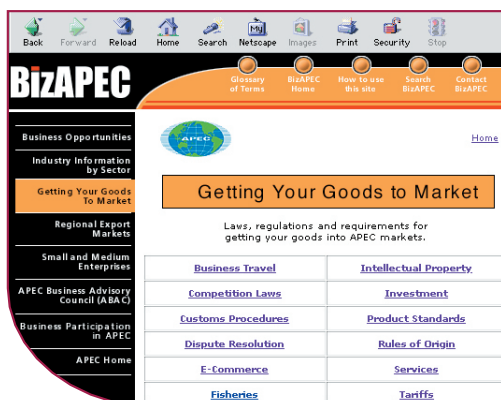 Back Forward Reload Home Search Netscape Images Print Security Stop
My
BizAPEC
Glossary of Terms
BizAPEC Home
How to use this site
Search BizAPEC
Contact BizAPEC
Business Opportunities
Industry Information
by Sector
Getting Your Goods
To Market
Regional Export
Markets
Small and Medium
Enterprises
APEC Business Advisory
Council (ABAC)
Business Participation
in APEC
APEC Home
APEC
Home
Getting Your Goods to Market
Laws, regulations and requirements for
getting your goods into APEC markets.
Business Travel Intellectual Property
Competition Laws Investment
Customs Procedures Product Standards
Dispute Resolution Rules of Origin
E-Commerce Services
Fisheries Tariffs